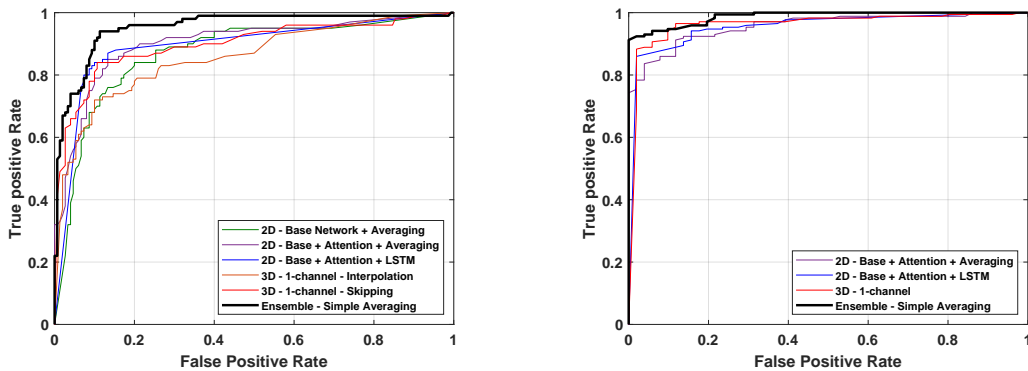 1
0.8
0.6
0.4
0.2
0
0 0.2 0.4 0.6 0.8 1
True positive Rate
False Positive Rate
2D - Base Network + Averaging
2D - Base + Attention + Averaging
2D - Base + Attention + LSTM
3D - 1-channel - Interpolation
3D - 1-channel - Skipping
Ensemble - Simple Averaging
1
0.8
0.6
0.4
0.2
0
0 0.2 0.4 0.6 0.8 1
True positive Rate
False Positive Rate
2D - Base + Attention + Averaging
2D - Base + Attention + LSTM
3D - 1-channel
Ensemble - Simple Averaging